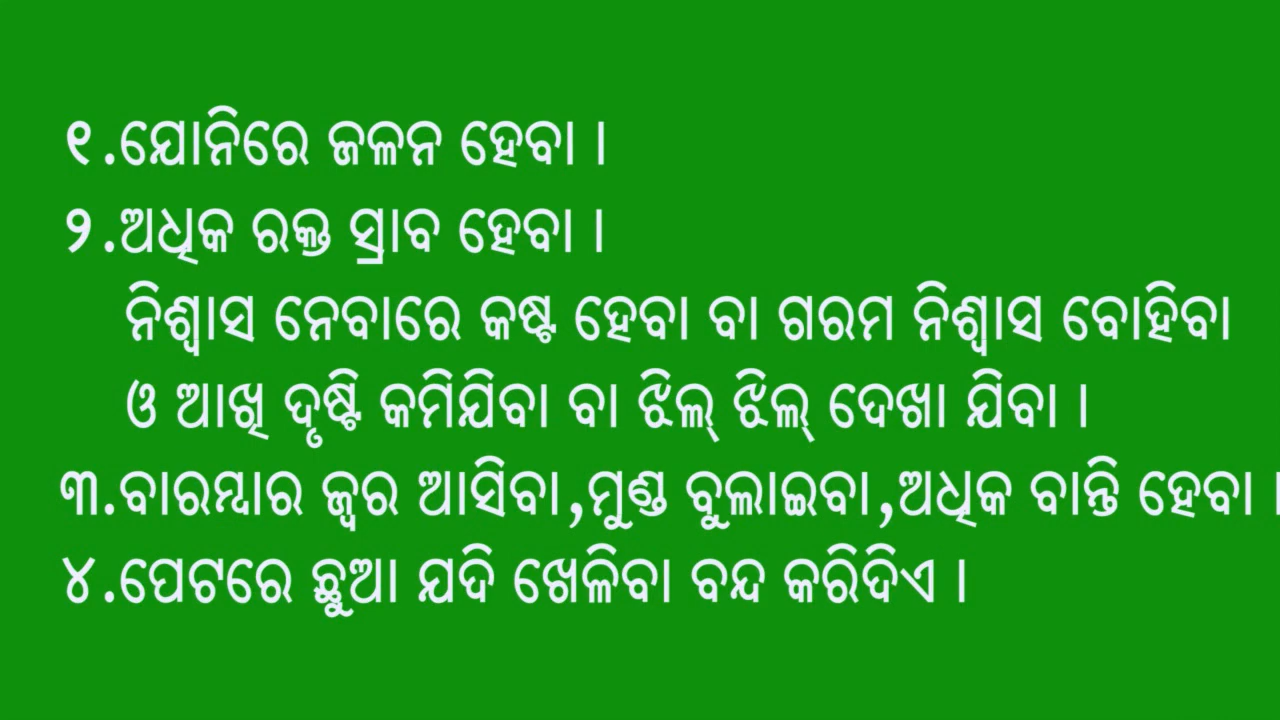 ୧.ଯୋନିରେ ଜଳନ ହେବା ।
୨.ଅଧିକ ରକ୍ତ ସ୍ରାବ ହେବା ।
ନିଶ୍ୱାସ ନେବାରେ କଷ୍ଟ ହେବା ବା ଗରମ ନିଶ୍ୱାସ ବୋହିବା
ଓ ଆଖି ଦୃଷ୍ଟି କମିଯିବା ବା ଝିଲ୍ ଝିଲ୍ ଦେଖା ଯିବା ।
୩.ବାରମ୍ବାର ଜ୍ୱର ଆସିବା,ମୁଣ୍ଡ ବୁଲାଇବା,ଅଧିକ ବାନ୍ତି ହେବା ।
୪.ପେଟରେ ଛୁଆ ଯଦି ଖେଳିବା ବନ୍ଦ କରିଦିଏ ।